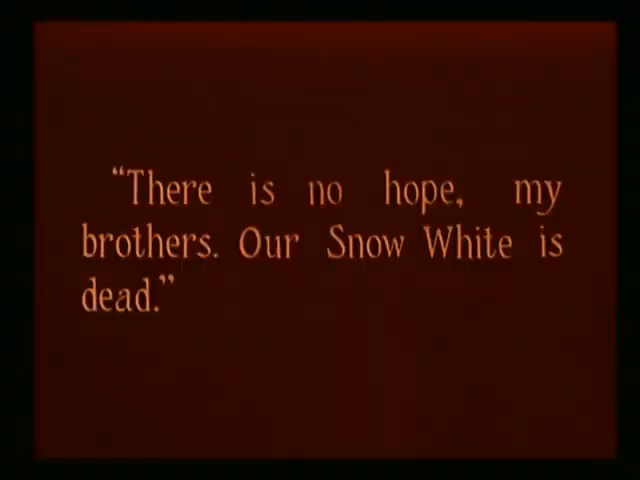 “There is no hope, my
brothers. Our Snow White is
dead.”